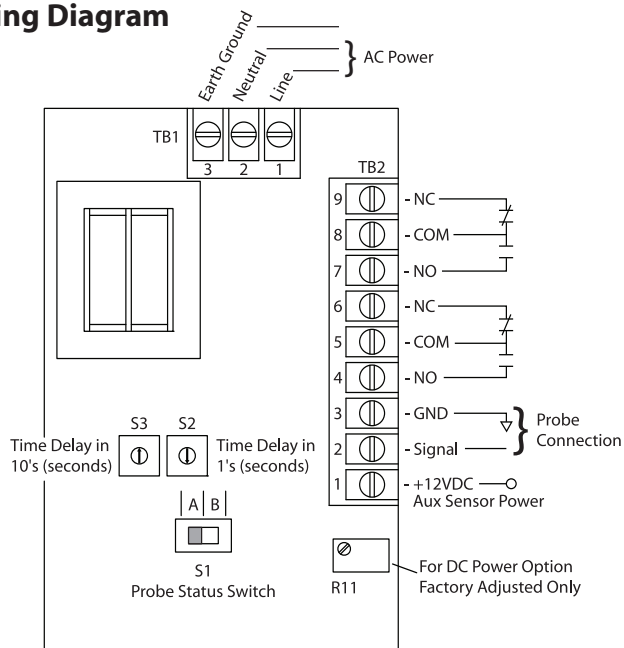 ing Diagram
Earth Ground
Neutral
Line
} AC Power
TB1
3 2 1
TB2
9 - NC
8 - COM
7 - NO
6 - NC
5 - COM
4 - NO
3 - GND
2 - Signal
} Probe
Connection
1 - +12VDC
Aux Sensor Power
S3 S2
Time Delay in
10's (seconds)
Time Delay in
1's (seconds)
A B
S1
Probe Status Switch
R11
For DC Power Option
Factory Adjusted Only